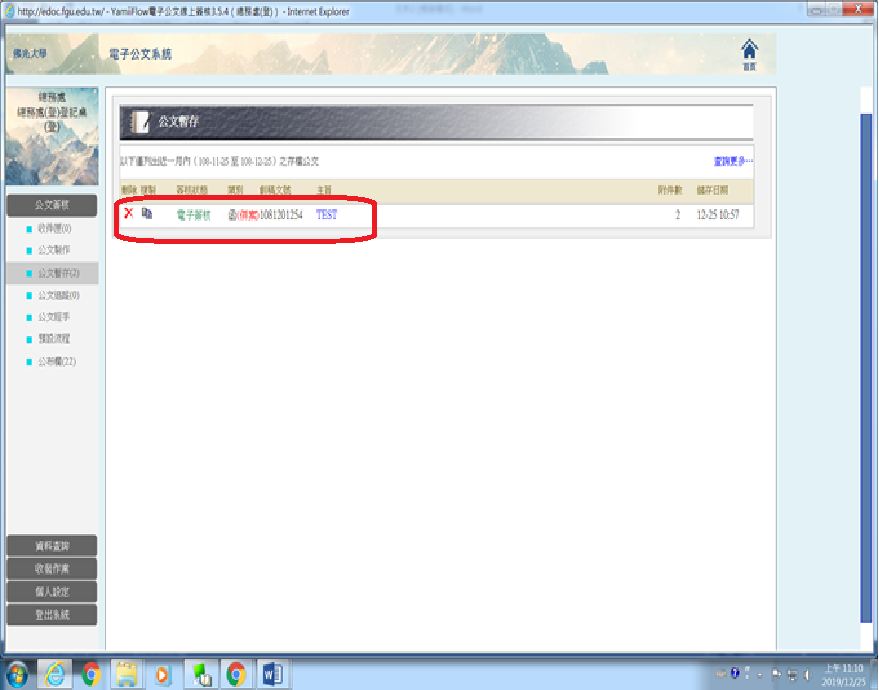 http://edoc.fgu.edu.tw/ - YamiFlow電子公文線上簽核3.5.4 ( 總務處(登) ) - Internet Explorer
佛光大學
電子公文系統
首頁
總務處
總務處(登)登記桌
(登)
公文暫存
以下僅列出近一月內 ( 108-11-25 至 108-12-25 ) 之存檔公文
查詢更多…
刪除 複製 簽核狀態 類別 創稿文號 主旨 附件數 儲存日期
電子簽核 函(併案)1081201254 TEST 2 12-25 10:57
公文簽核
收件匣(0)
公文製作
公文暫存(2)
公文追蹤(0)
公文經手
預設流程
公布欄(22)
資料查詢
收發作業
個人設定
登出系統
上午 11:10
2019/12/25